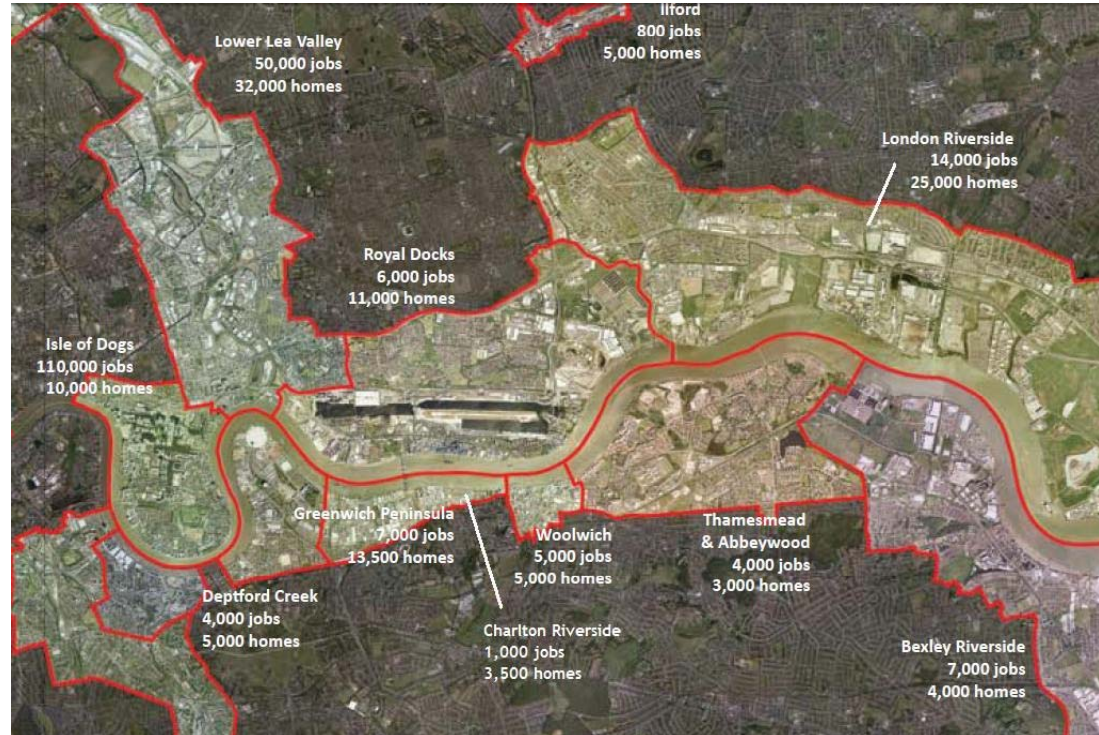 Ilford
800 jobs
5,000 homes
Lower Lea Valley
50,000 jobs
32,000 homes
London Riverside
14,000 jobs
25,000 homes
Royal Docks
6,000 jobs
11,000 homes
Isle of Dogs
110,000 jobs
10,000 homes
Greenwich Peninsula
7,000 jobs
13,500 homes
Woolwich
5,000 jobs
5,000 homes
Thamesmead
& Abbeywood
4,000 jobs
3,000 homes
Deptford Creek
4,000 jobs
5,000 homes
Charlton Riverside
1,000 jobs
3,500 homes
Bexley Riverside
7,000 jobs
4,000 homes